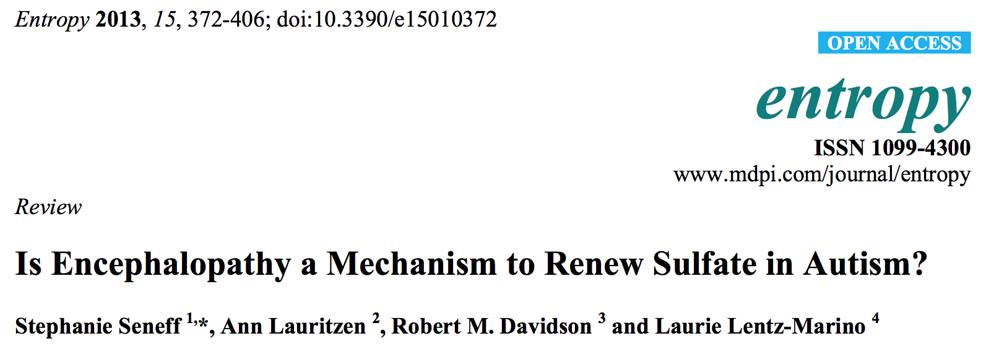 Entropy 2013, 15, 372-406; doi:10.3390/e15010372
OPEN ACCESS
entropy
ISSN 1099-4300
www.mdpi.com/journal/entropy
Review
Is Encephalopathy a Mechanism to Renew Sulfate in Autism?
Stephanie Seneff 1,*, Ann Lauritzen 2, Robert M. Davidson 3 and Laurie Lentz-Marino 4